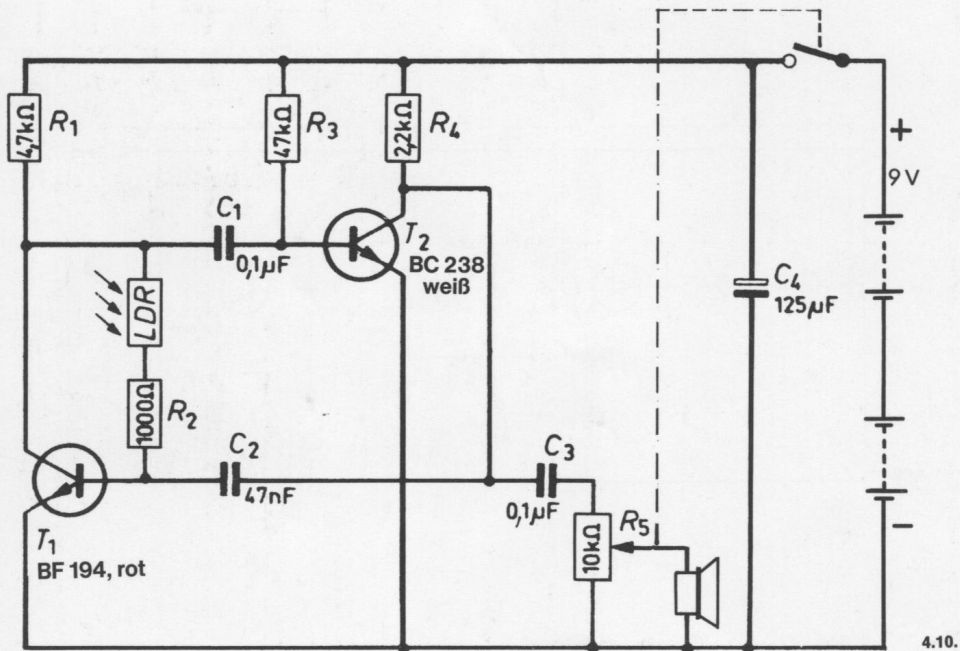 4,7kΩ
R1
47kΩ
R3
2,2kΩ
R4
+
9 V
C1
0,1µF
T2
BC 238
weiß
LDR
C4
125µF
1000Ω
R2
C2
47nF
C3
0,1µF
T1
BF 194, rot
10kΩ
R5
−
4.10.